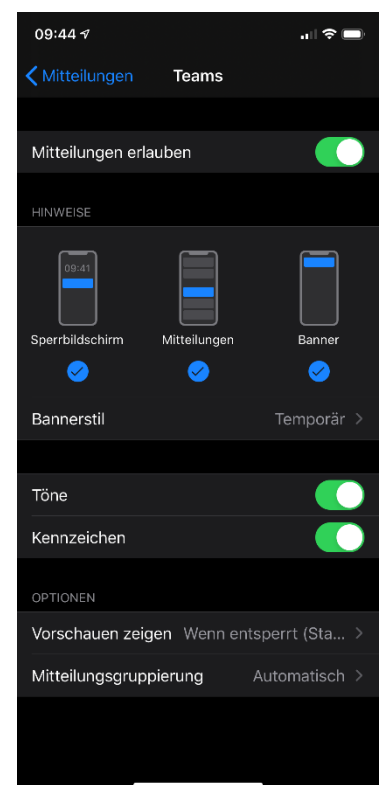 09:44
Mitteilungen Teams
Mitteilungen erlauben
HINWEISE
09:41
Sperrbildschirm Mitteilungen Banner
Bannerstil Temporär
Töne
Kennzeichen
OPTIONEN
Vorschauen zeigen Wenn entsperrt (Sta...
Mitteilungsgruppierung Automatisch